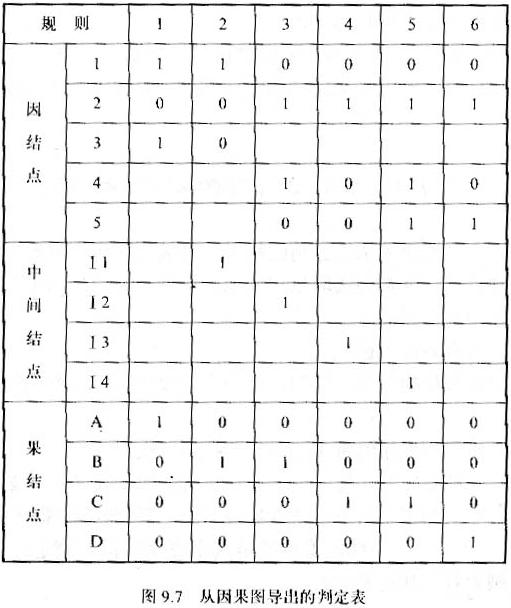 规 则 1 2 3 4 5 6
因结点 1 1 1 0 0 0 0
2 0 0 1 1 1 1
3 1 0
4 1 0 1 0
5 0 0 1 1
中间结点 I1 1
I2 1
I3 1
I4 1
果结点 A 1 0 0 0 0 0
B 0 1 1 0 0 0
C 0 0 0 1 1 0
D 0 0 0 0 0 1
图 9.7 从因果图导出的判定表